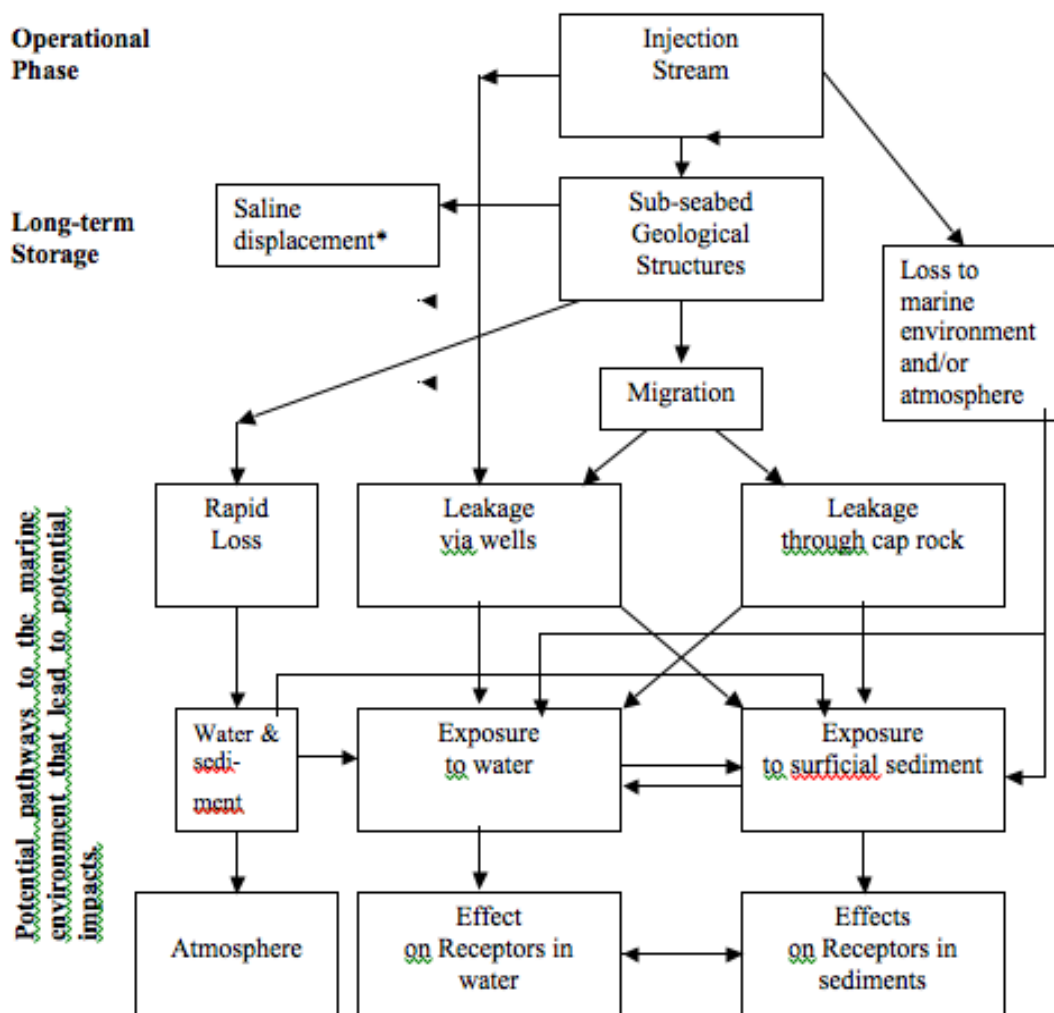 Operational
Phase
Injection
Stream
Long-term
Storage
Saline
displacement*
Sub-seabed
Geological
Structures
Loss to
marine
environment
and/or
atmosphere
Migration
Potential pathways to the marine
environment that lead to potential
impacts.
Rapid
Loss
Leakage
via wells
Leakage
through cap rock
Water &
sedi-
ment
Exposure
to water
Exposure
to surficial sediment
Atmosphere
Effect
on Receptors in
water
Effects
on Receptors in
sediments